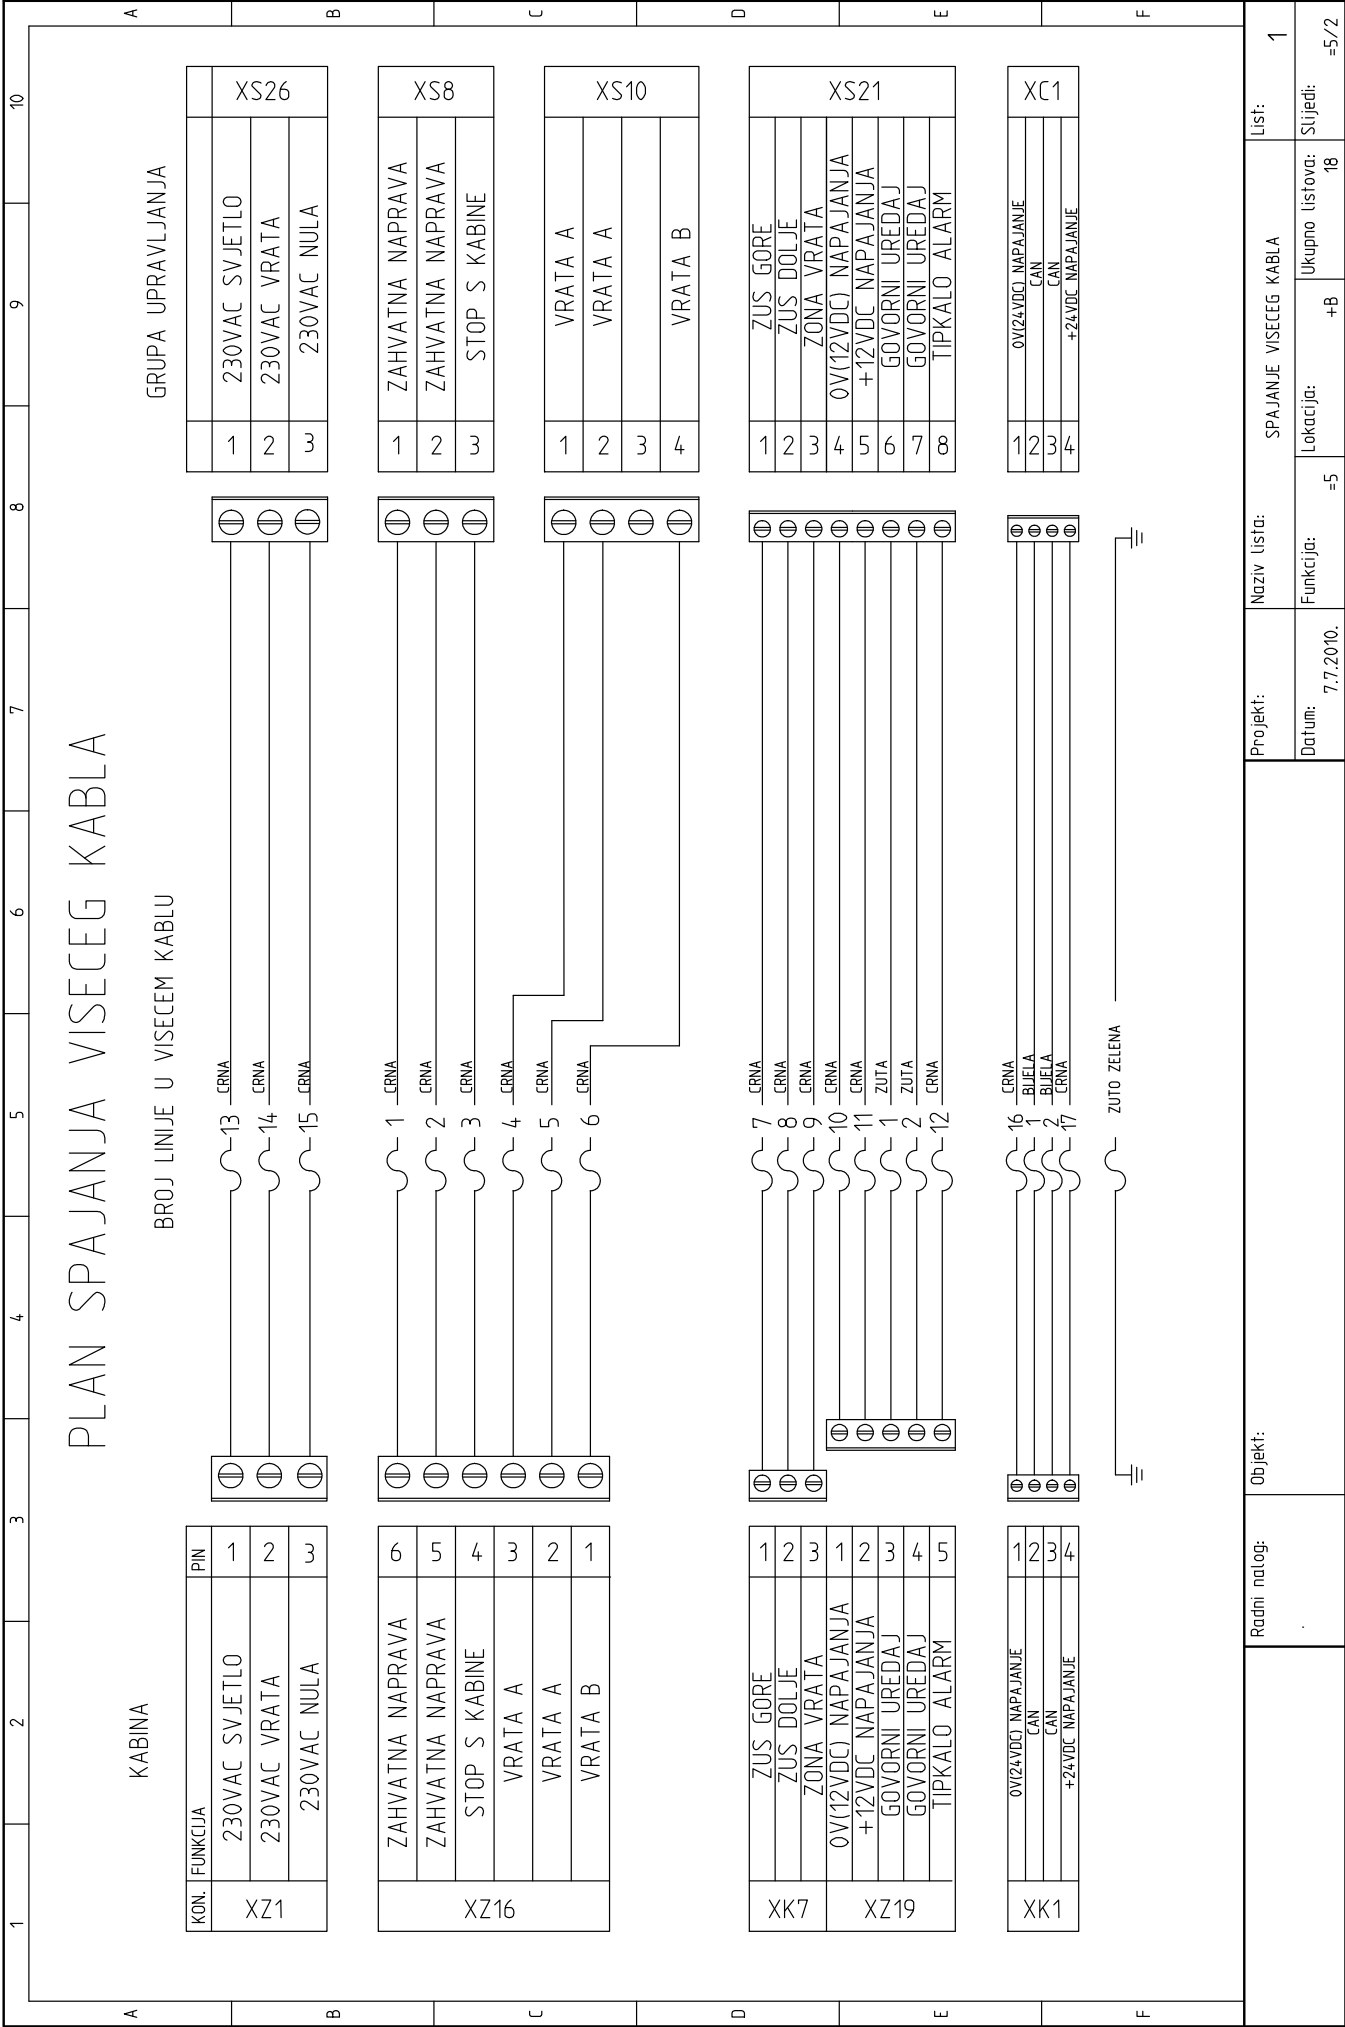 1 2 3 4 5 6 7 8 9 10
A
B
C
D
E
F
A
B
C
D
E
F
PLAN SPAJANJA VISECEG KABLA
KABINA
BROJ LINIJE U VISECEM KABLU
GRUPA UPRAVLJANJA
KON. FUNKCIJA PIN
XZ1
230VAC SVJETLO 1
230VAC VRATA 2
230VAC NULA 3
13 CRNA
14 CRNA
15 CRNA
1 230VAC SVJETLO
2 230VAC VRATA
3 230VAC NULA
XS26
XZ16
ZAHVATNA NAPRAVA 6
ZAHVATNA NAPRAVA 5
STOP S KABINE 4
VRATA A 3
VRATA A 2
VRATA B 1
1 CRNA
2 CRNA
3 CRNA
4 CRNA
5 CRNA
6 CRNA
1 ZAHVATNA NAPRAVA
2 ZAHVATNA NAPRAVA
3 STOP S KABINE
XS8
1 VRATA A
2 VRATA A
3
4 VRATA B
XS10
XK7
ZUS GORE 1
ZUS DOLJE 2
ZONA VRATA 3
XZ19
0V(12VDC) NAPAJANJA 1
+12VDC NAPAJANJA 2
GOVORNI UREDAJ 3
GOVORNI UREDAJ 4
TIPKALO ALARM 5
7 CRNA
8 CRNA
9 CRNA
10 CRNA
11 CRNA
1 ZUTA
2 ZUTA
12 CRNA
1 ZUS GORE
2 ZUS DOLJE
3 ZONA VRATA
4 0V(12VDC) NAPAJANJA
5 +12VDC NAPAJANJA
6 GOVORNI UREDAJ
7 GOVORNI UREDAJ
8 TIPKALO ALARM
XS21
XK1
0V(24VDC) NAPAJANJE 1
CAN 2
CAN 3
+24VDC NAPAJANJE 4
16 CRNA
1 BIJELA
2 BIJELA
17 CRNA
1 0V(24VDC) NAPAJANJE
2 CAN
3 CAN
4 +24VDC NAPAJANJE
XC1
ZUTO ZELENA
Radni nalog:
.
Objekt:
Projekt:
Datum: 7.7.2010.
Naziv lista: SPAJANJE VISECEG KABLA
Funkcija: =5
Lokacija: +B
Ukupno listova: 18
List: 1
Slijedi: =5/2